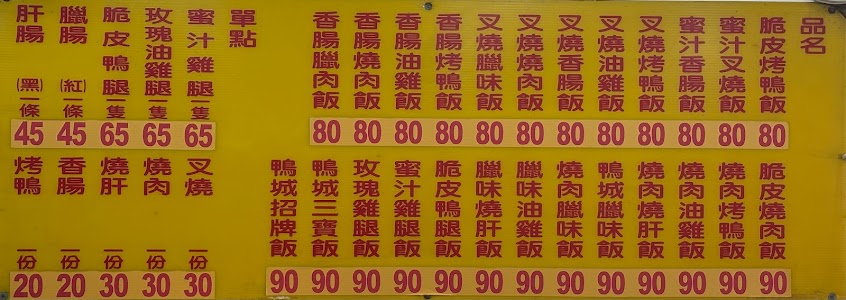 品名
脆皮烤鴨飯 80
蜜汁叉燒飯 80
蜜汁香腸飯 80
叉燒烤鴨飯 80
叉燒油雞飯 80
叉燒香腸飯 80
叉燒燒肉飯 80
叉燒臘味飯 80
香腸烤鴨飯 80
香腸油雞飯 80
香腸燒肉飯 80
香腸臘肉飯 80
脆皮燒肉飯 90
燒肉烤鴨飯 90
燒肉油雞飯 90
燒肉燒肝飯 90
鴨城臘味飯 90
燒肉臘味飯 90
臘味油雞飯 90
臘味燒肝飯 90
脆皮鴨腿飯 90
蜜汁雞腿飯 90
玫瑰雞腿飯 90
鴨城三寶飯 90
鴨城招牌飯 90
單點
蜜汁雞腿 一隻 65
玫瑰油雞腿 一隻 65
脆皮鴨腿 一隻 65
臘腸(紅) 一條 45
肝腸(黑) 一條 45
叉燒 一份 30
燒肉 一份 30
燒肝 一份 30
香腸 一份 20
烤鴨 一份 20